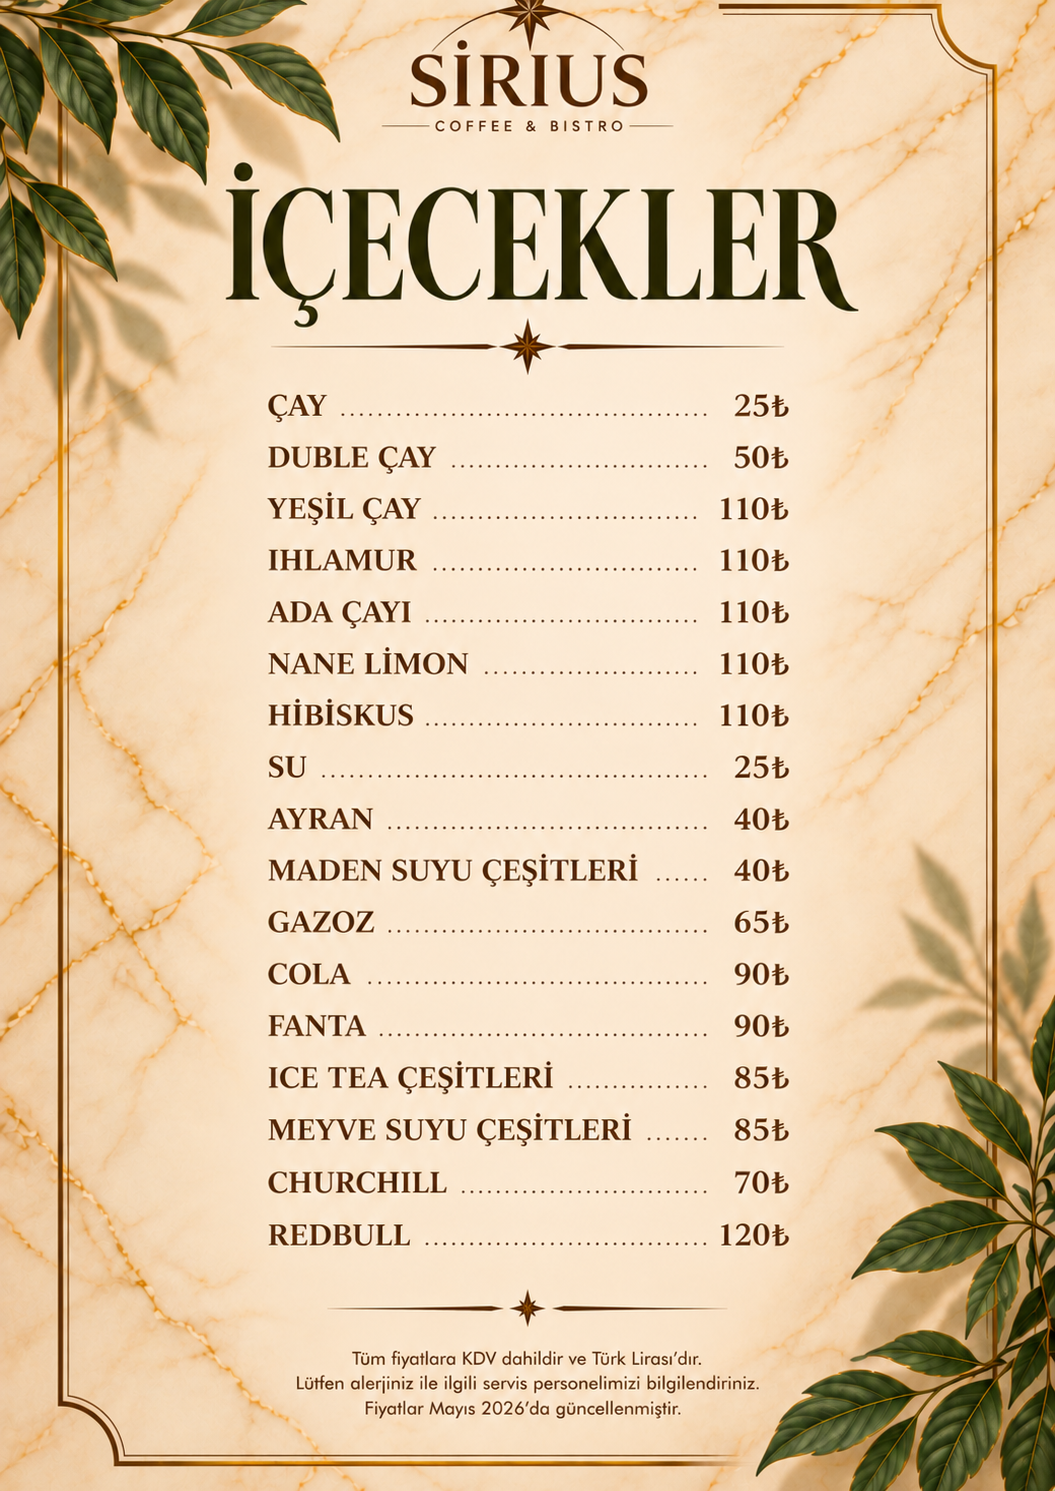 SİRIUS
COFFEE & BISTRO
İÇECEKLER
ÇAY ........................................ 25₺
DUBLE ÇAY ............................ 50₺
YEŞİL ÇAY ............................. 110₺
IHLAMUR ............................. 110₺
ADA ÇAYI .............................. 110₺
NANE LİMON ........................ 110₺
HİBİSKUS .............................. 110₺
SU .......................................... 25₺
AYRAN ................................... 40₺
MADEN SUYU ÇEŞİTLERİ ...... 40₺
GAZOZ ................................... 65₺
COLA ..................................... 90₺
FANTA .................................... 90₺
ICE TEA ÇEŞİTLERİ ................ 85₺
MEYVE SUYU ÇEŞİTLERİ ....... 85₺
CHURCHILL ........................... 70₺
REDBULL ............................... 120₺
Tüm fiyatlara KDV dahildir ve Türk Lirası’dır.
Lütfen alerjiniz ile ilgili servis personelimizi bilgilendiriniz.
Fiyatlar Mayıs 2026’da güncellenmiştir.